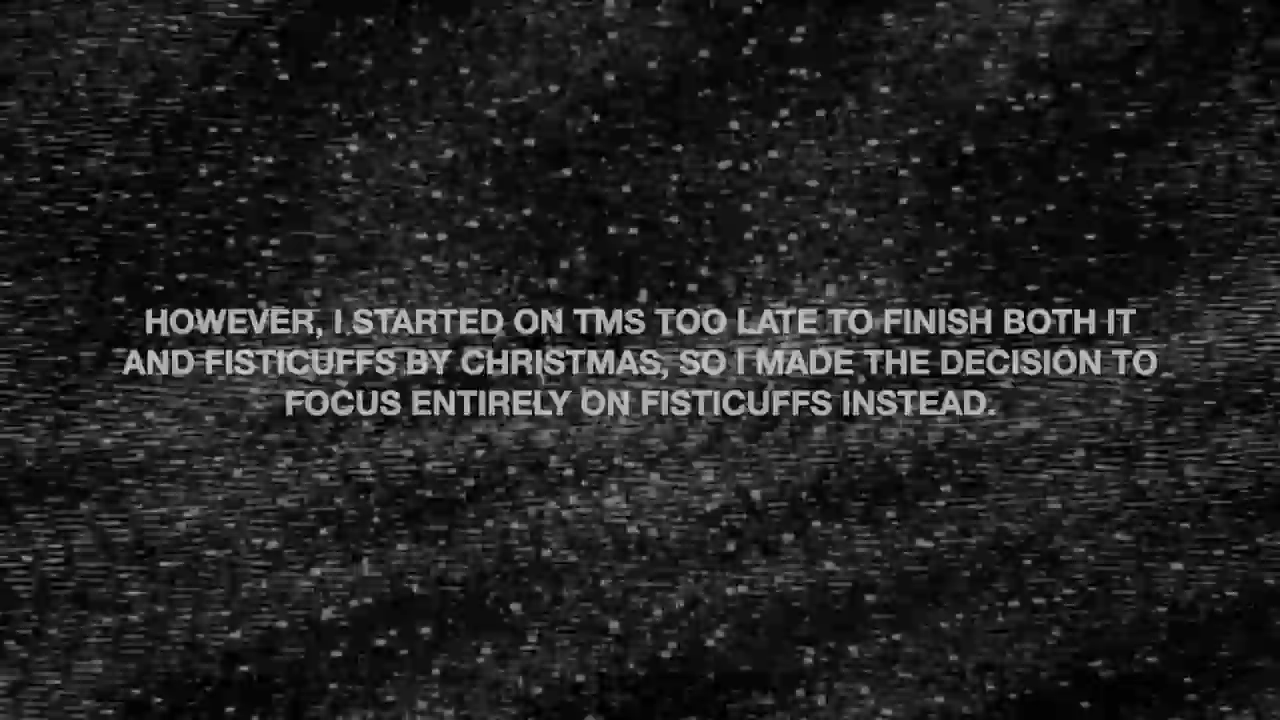 HOWEVER, I STARTED ON TMS TOO LATE TO FINISH BOTH IT
AND FISTICUFFS BY CHRISTMAS, SO I MADE THE DECISION TO
FOCUS ENTIRELY ON FISTICUFFS INSTEAD.